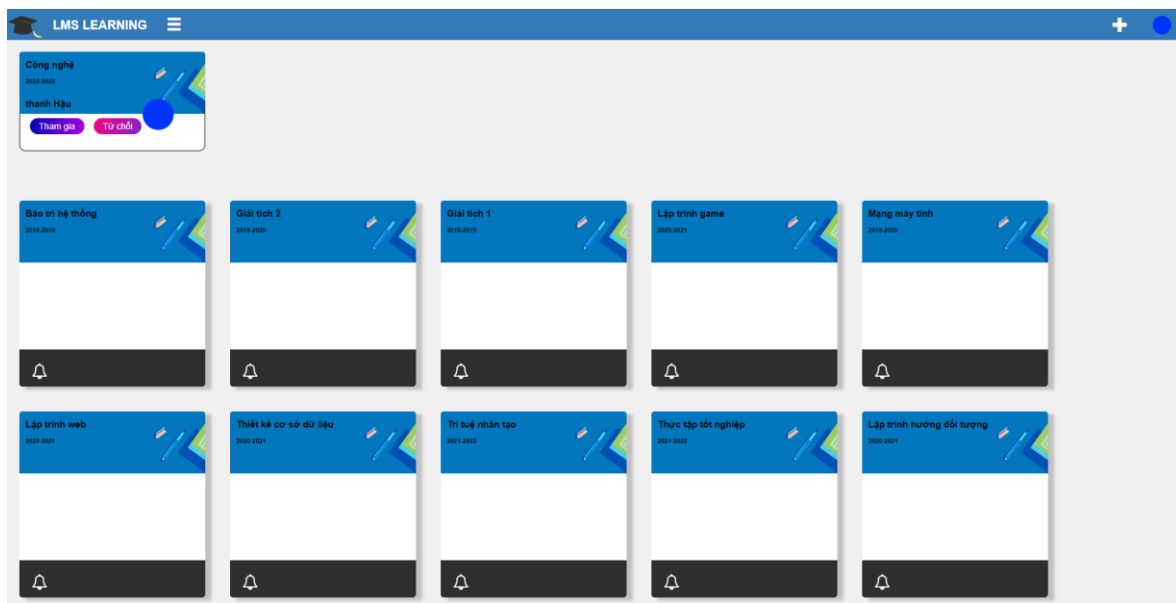 LMS LEARNING
Công nghệ
2022-2022
thanh Hậu
Tham gia Từ chối
Bảo trì hệ thống
2018-2019
Giải tích 2
2019-2020
Giải tích 1
2018-2019
Lập trình game
2020-2021
Mạng máy tính
2019-2020
Lập trình web
2020-2021
Thiết kế cơ sở dữ liệu
2020-2021
Trí tuệ nhân tạo
2021-2022
Thực tập tốt nghiệp
2021-2022
Lập trình hướng đối tượng
2020-2021